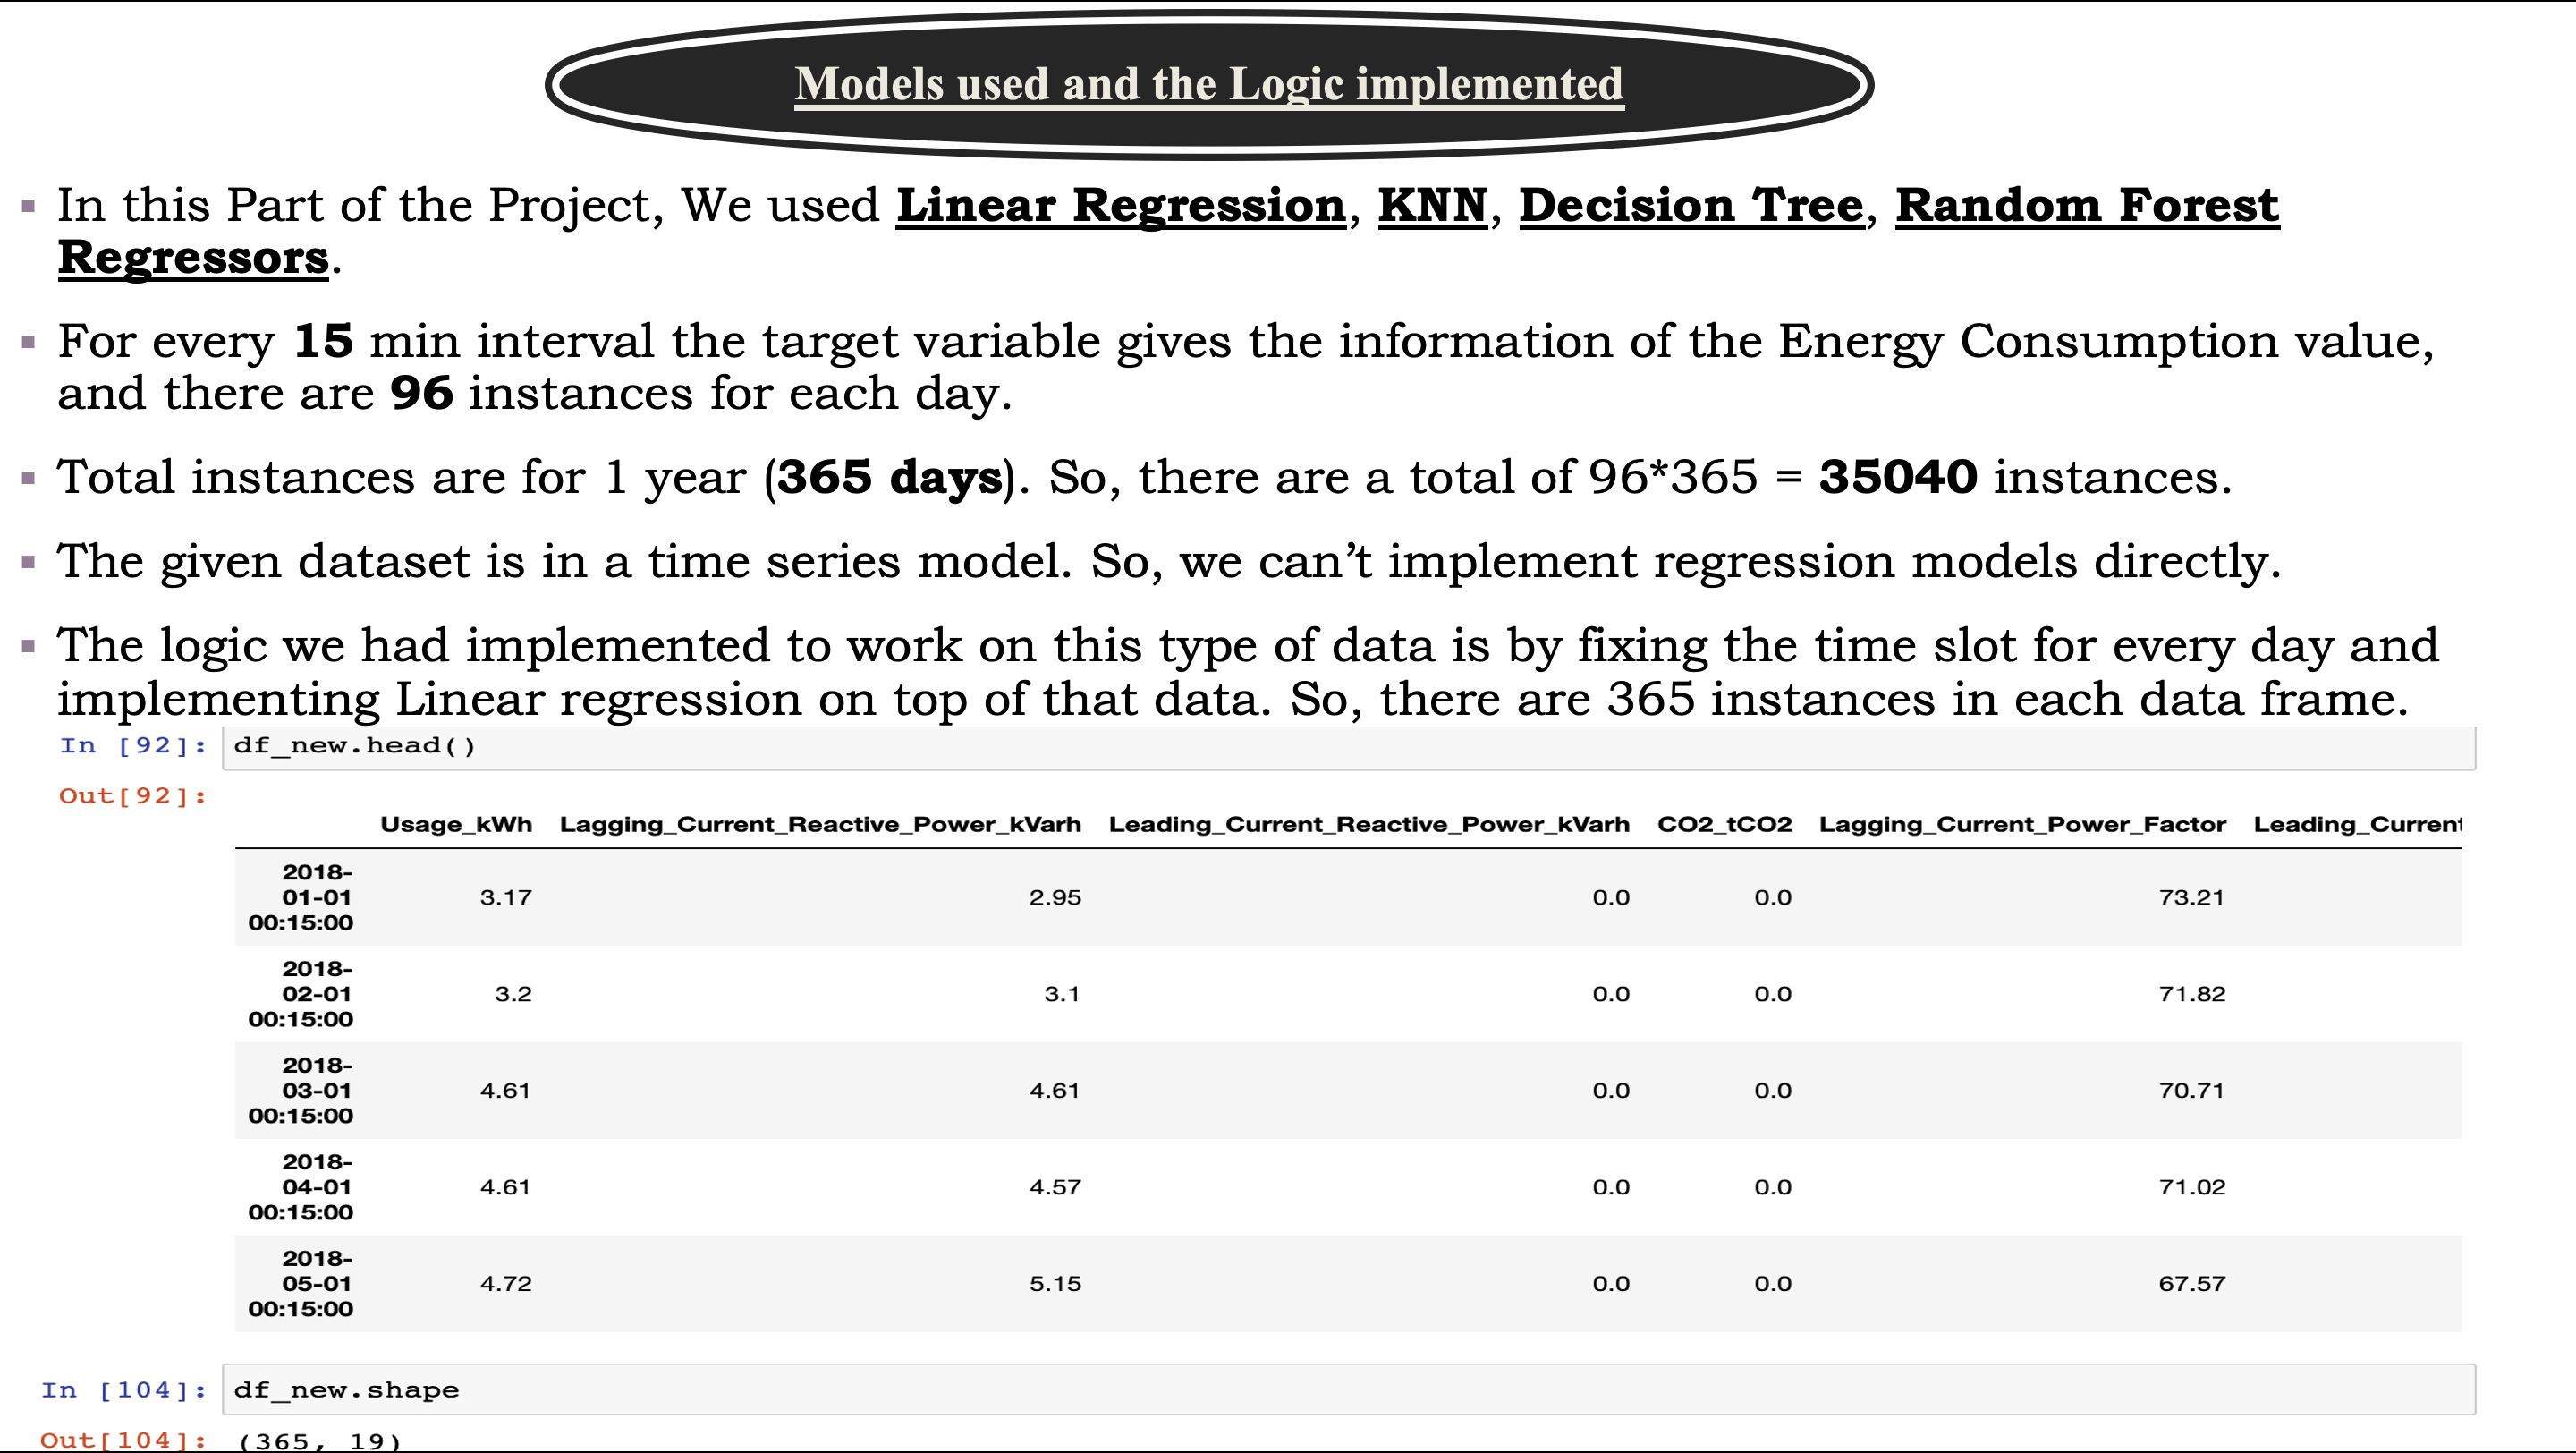 Models used and the Logic implemented
▪ In this Part of the Project, We used Linear Regression, KNN, Decision Tree, Random Forest
Regressors.
▪ For every 15 min interval the target variable gives the information of the Energy Consumption value,
and there are 96 instances for each day.
▪ Total instances are for 1 year (365 days). So, there are a total of 96*365 = 35040 instances.
▪ The given dataset is in a time series model. So, we can’t implement regression models directly.
▪ The logic we had implemented to work on this type of data is by fixing the time slot for every day and
implementing Linear regression on top of that data. So, there are 365 instances in each data frame.
In [92]: df_new.head()
Out[92]:
Usage_kWh Lagging_Current_Reactive_Power_kVarh Leading_Current_Reactive_Power_kVarh CO2_tCO2 Lagging_Current_Power_Factor Leading_Current
2018-
01-01 3.17 2.95 0.0 0.0 73.21
00:15:00
2018-
02-01 3.2 3.1 0.0 0.0 71.82
00:15:00
2018-
03-01 4.61 4.61 0.0 0.0 70.71
00:15:00
2018-
04-01 4.61 4.57 0.0 0.0 71.02
00:15:00
2018-
05-01 4.72 5.15 0.0 0.0 67.57
00:15:00
In [104]: df_new.shape
Out[104]: (365, 19)